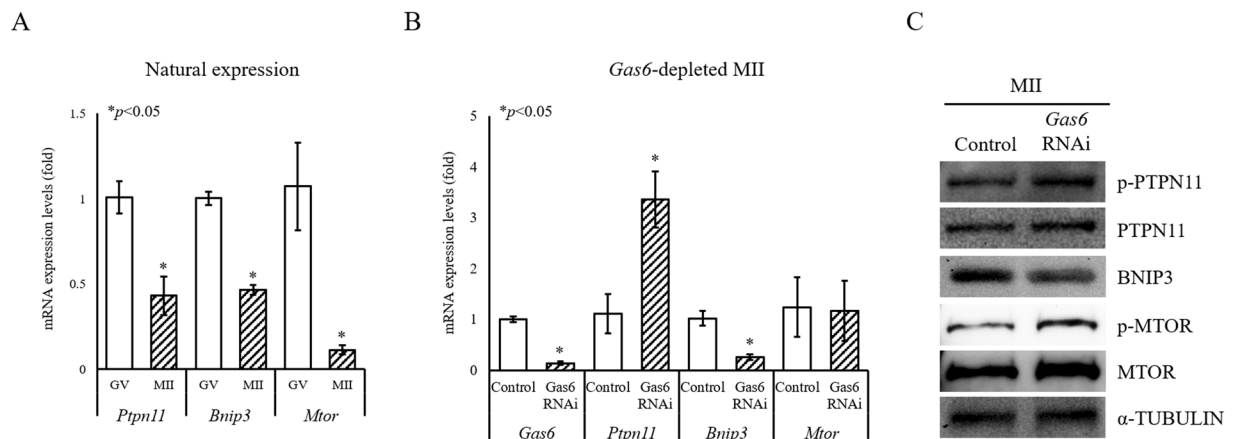 A
Natural expression
*p<0.05
mRNA expression levels (fold)
1.5
1
0.5
0
GV
MII
GV
MII
GV
MII
Ptpn11
Bnip3
Mtor
*
*
*
B
Gas6-depleted MII
*p<0.05
mRNA expression levels (fold)
5
4
3
2
1
0
*
*
*
Control
Gas6
RNAi
Control
Gas6
RNAi
Control
Gas6
RNAi
Control
Gas6
RNAi
Gas6
Ptpn11
Bnip3
Mtor
C
MII
Control
Gas6
RNAi
p-PTPN11
PTPN11
BNIP3
p-MTOR
MTOR
α-TUBULIN